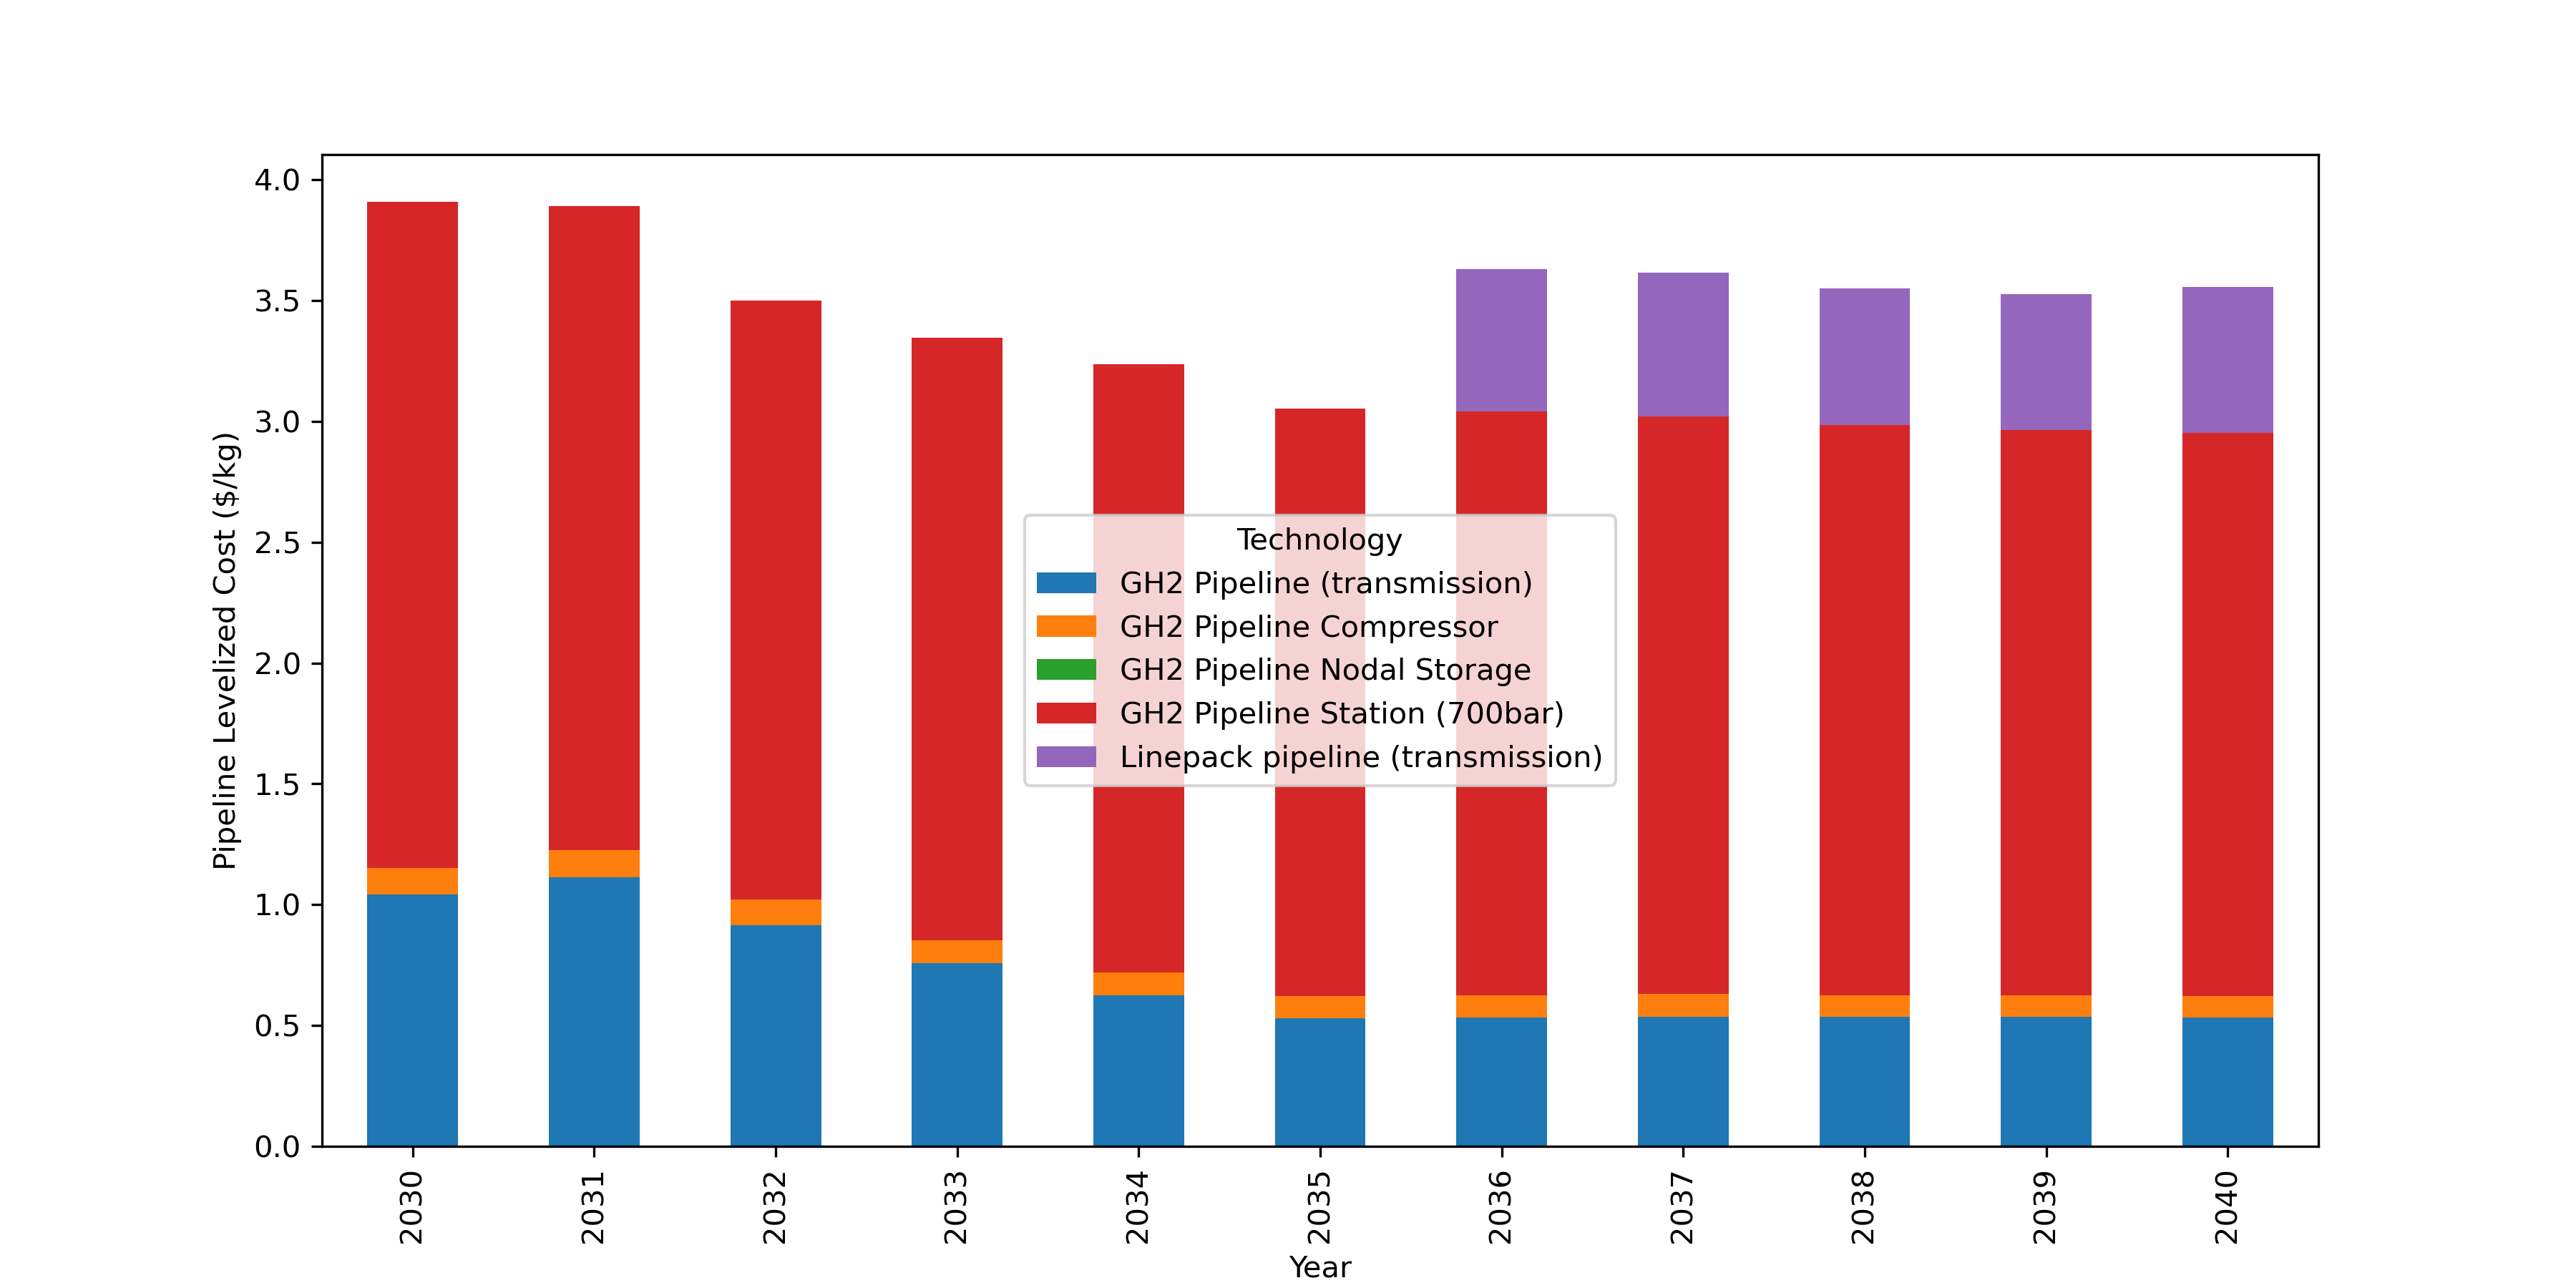 4.0
3.5
3.0
2.5
2.0
1.5
1.0
0.5
0.0
Pipeline Levelized Cost ($/kg)
Technology
GH2 Pipeline (transmission)
GH2 Pipeline Compressor
GH2 Pipeline Nodal Storage
GH2 Pipeline Station (700bar)
Linepack pipeline (transmission)
2030
2031
2032
2033
2034
2035
2036
2037
2038
2039
2040
Year